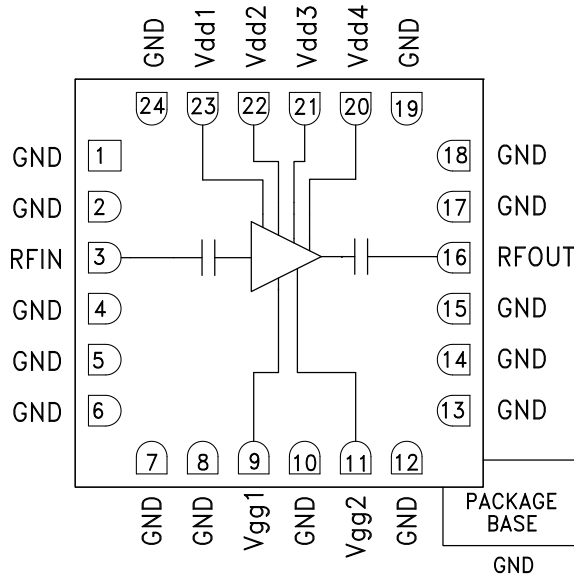 GND
Vdd1
Vdd2
Vdd3
Vdd4
GND
24
23
22
21
20
19
GND 1
GND 2
RFIN 3
GND 4
GND 5
GND 6
18 GND
17 GND
16 RFOUT
15 GND
14 GND
13 GND
7
8
9
10
11
12
GND
GND
Vgg1
GND
Vgg2
GND
PACKAGE
BASE
GND